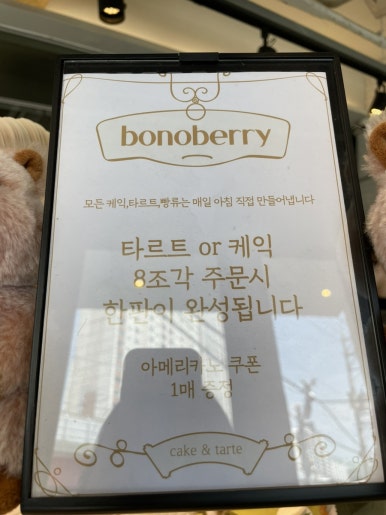 bonoberry
모든 케익,타르트,빵류는 매일 아침 직접 만들어냅니다
타르트 or 케익
8조각 주문시
한판이 완성됩니다
아메리카노 쿠폰
1매 증정
cake & tarte